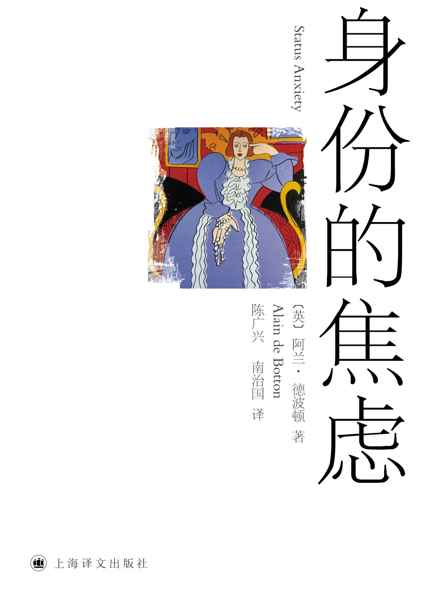 身份的焦虑
Status Anxiety
〔英〕 阿兰·德波顿 著
Alain de Botton
陈广兴 南治国 译
上海译文出版社